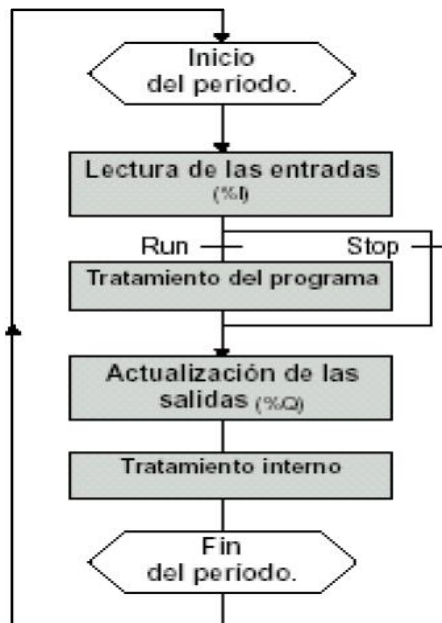 Inicio
del periodo.
Lectura de las entradas
(%I)
Run
Stop
Tratamiento del programa
Actualización de las
salidas (%Q)
Tratamiento interno
Fin
del periodo.